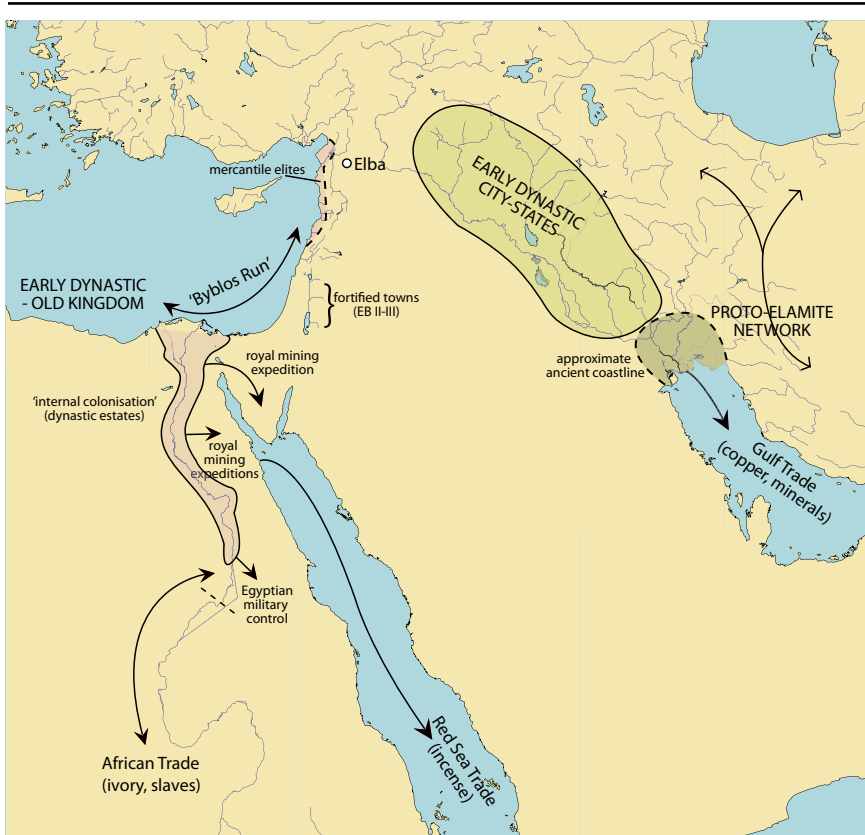 mercantile elites
Elba
EARLY DYNASTIC
CITY-STATES
'Byblos Run'
EARLY DYNASTIC
- OLD KINGDOM
fortified towns
(EB II-III)
PROTO-ELAMITE
NETWORK
approximate
ancient coastline
royal mining
expedition
'internal colonisation'
(dynastic estates)
royal
mining
expeditions
Gulf Trade
(copper, minerals)
Egyptian
military
control
Red Sea Trade
(incense)
African Trade
(ivory, slaves)